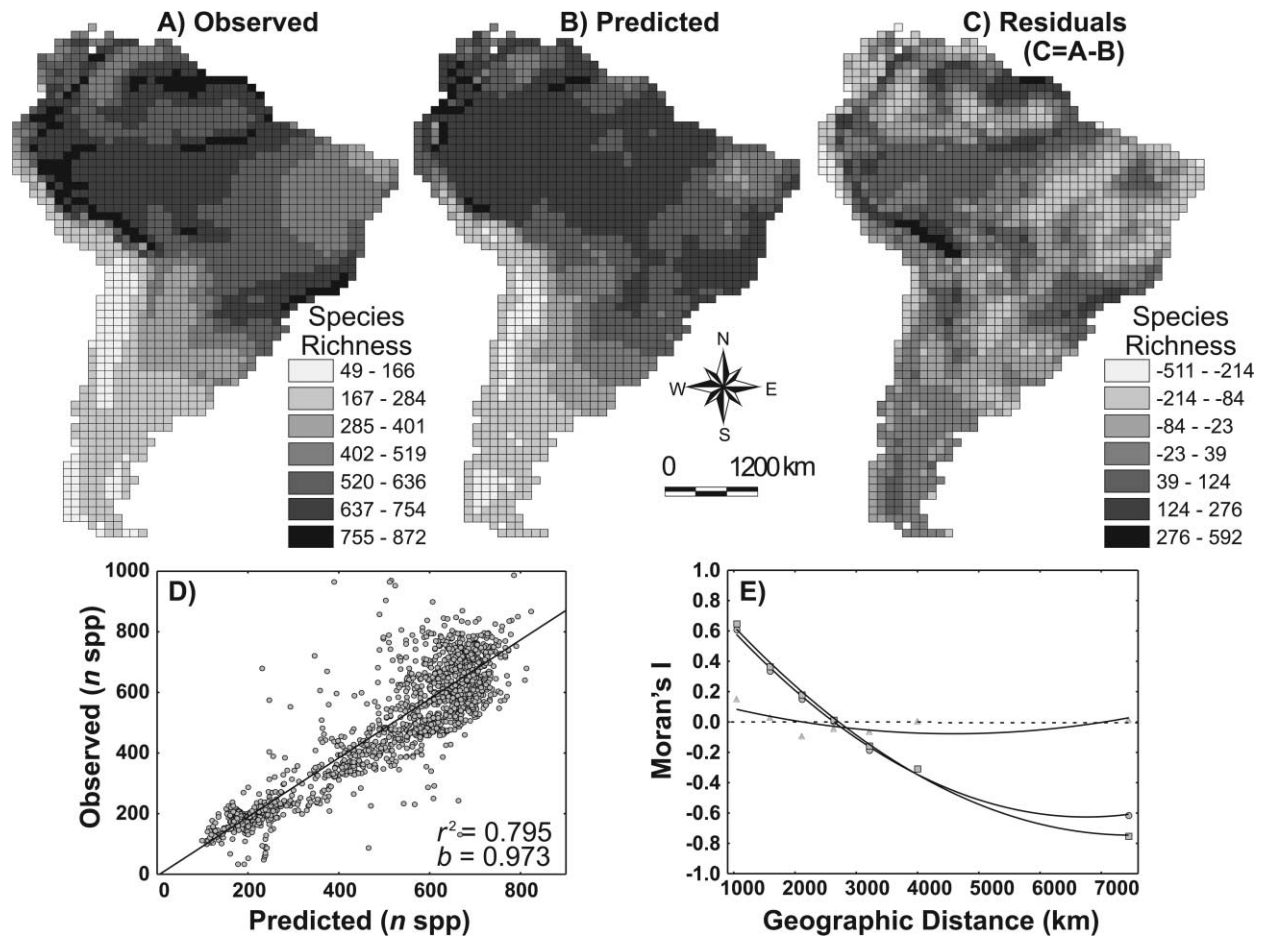 A) Observed
B) Predicted
C) Residuals
(C=A-B)
Species
Richness
49 - 166
167 - 284
285 - 401
402 - 519
520 - 636
637 - 754
755 - 872
N
W
E
S
0 1200 km
Species
Richness
-511 - -214
-214 - -84
-84 - -23
-23 - 39
39 - 124
124 - 276
276 - 592
D)
Observed (n spp)
1000
800
600
400
200
0
r² = 0.795
b = 0.973
0 200 400 600 800
Predicted (n spp)
E)
Moran's I
1.0
0.8
0.6
0.4
0.2
0.0
-0.2
-0.4
-0.6
-0.8
-1.0
1000 2000 3000 4000 5000 6000 7000
Geographic Distance (km)